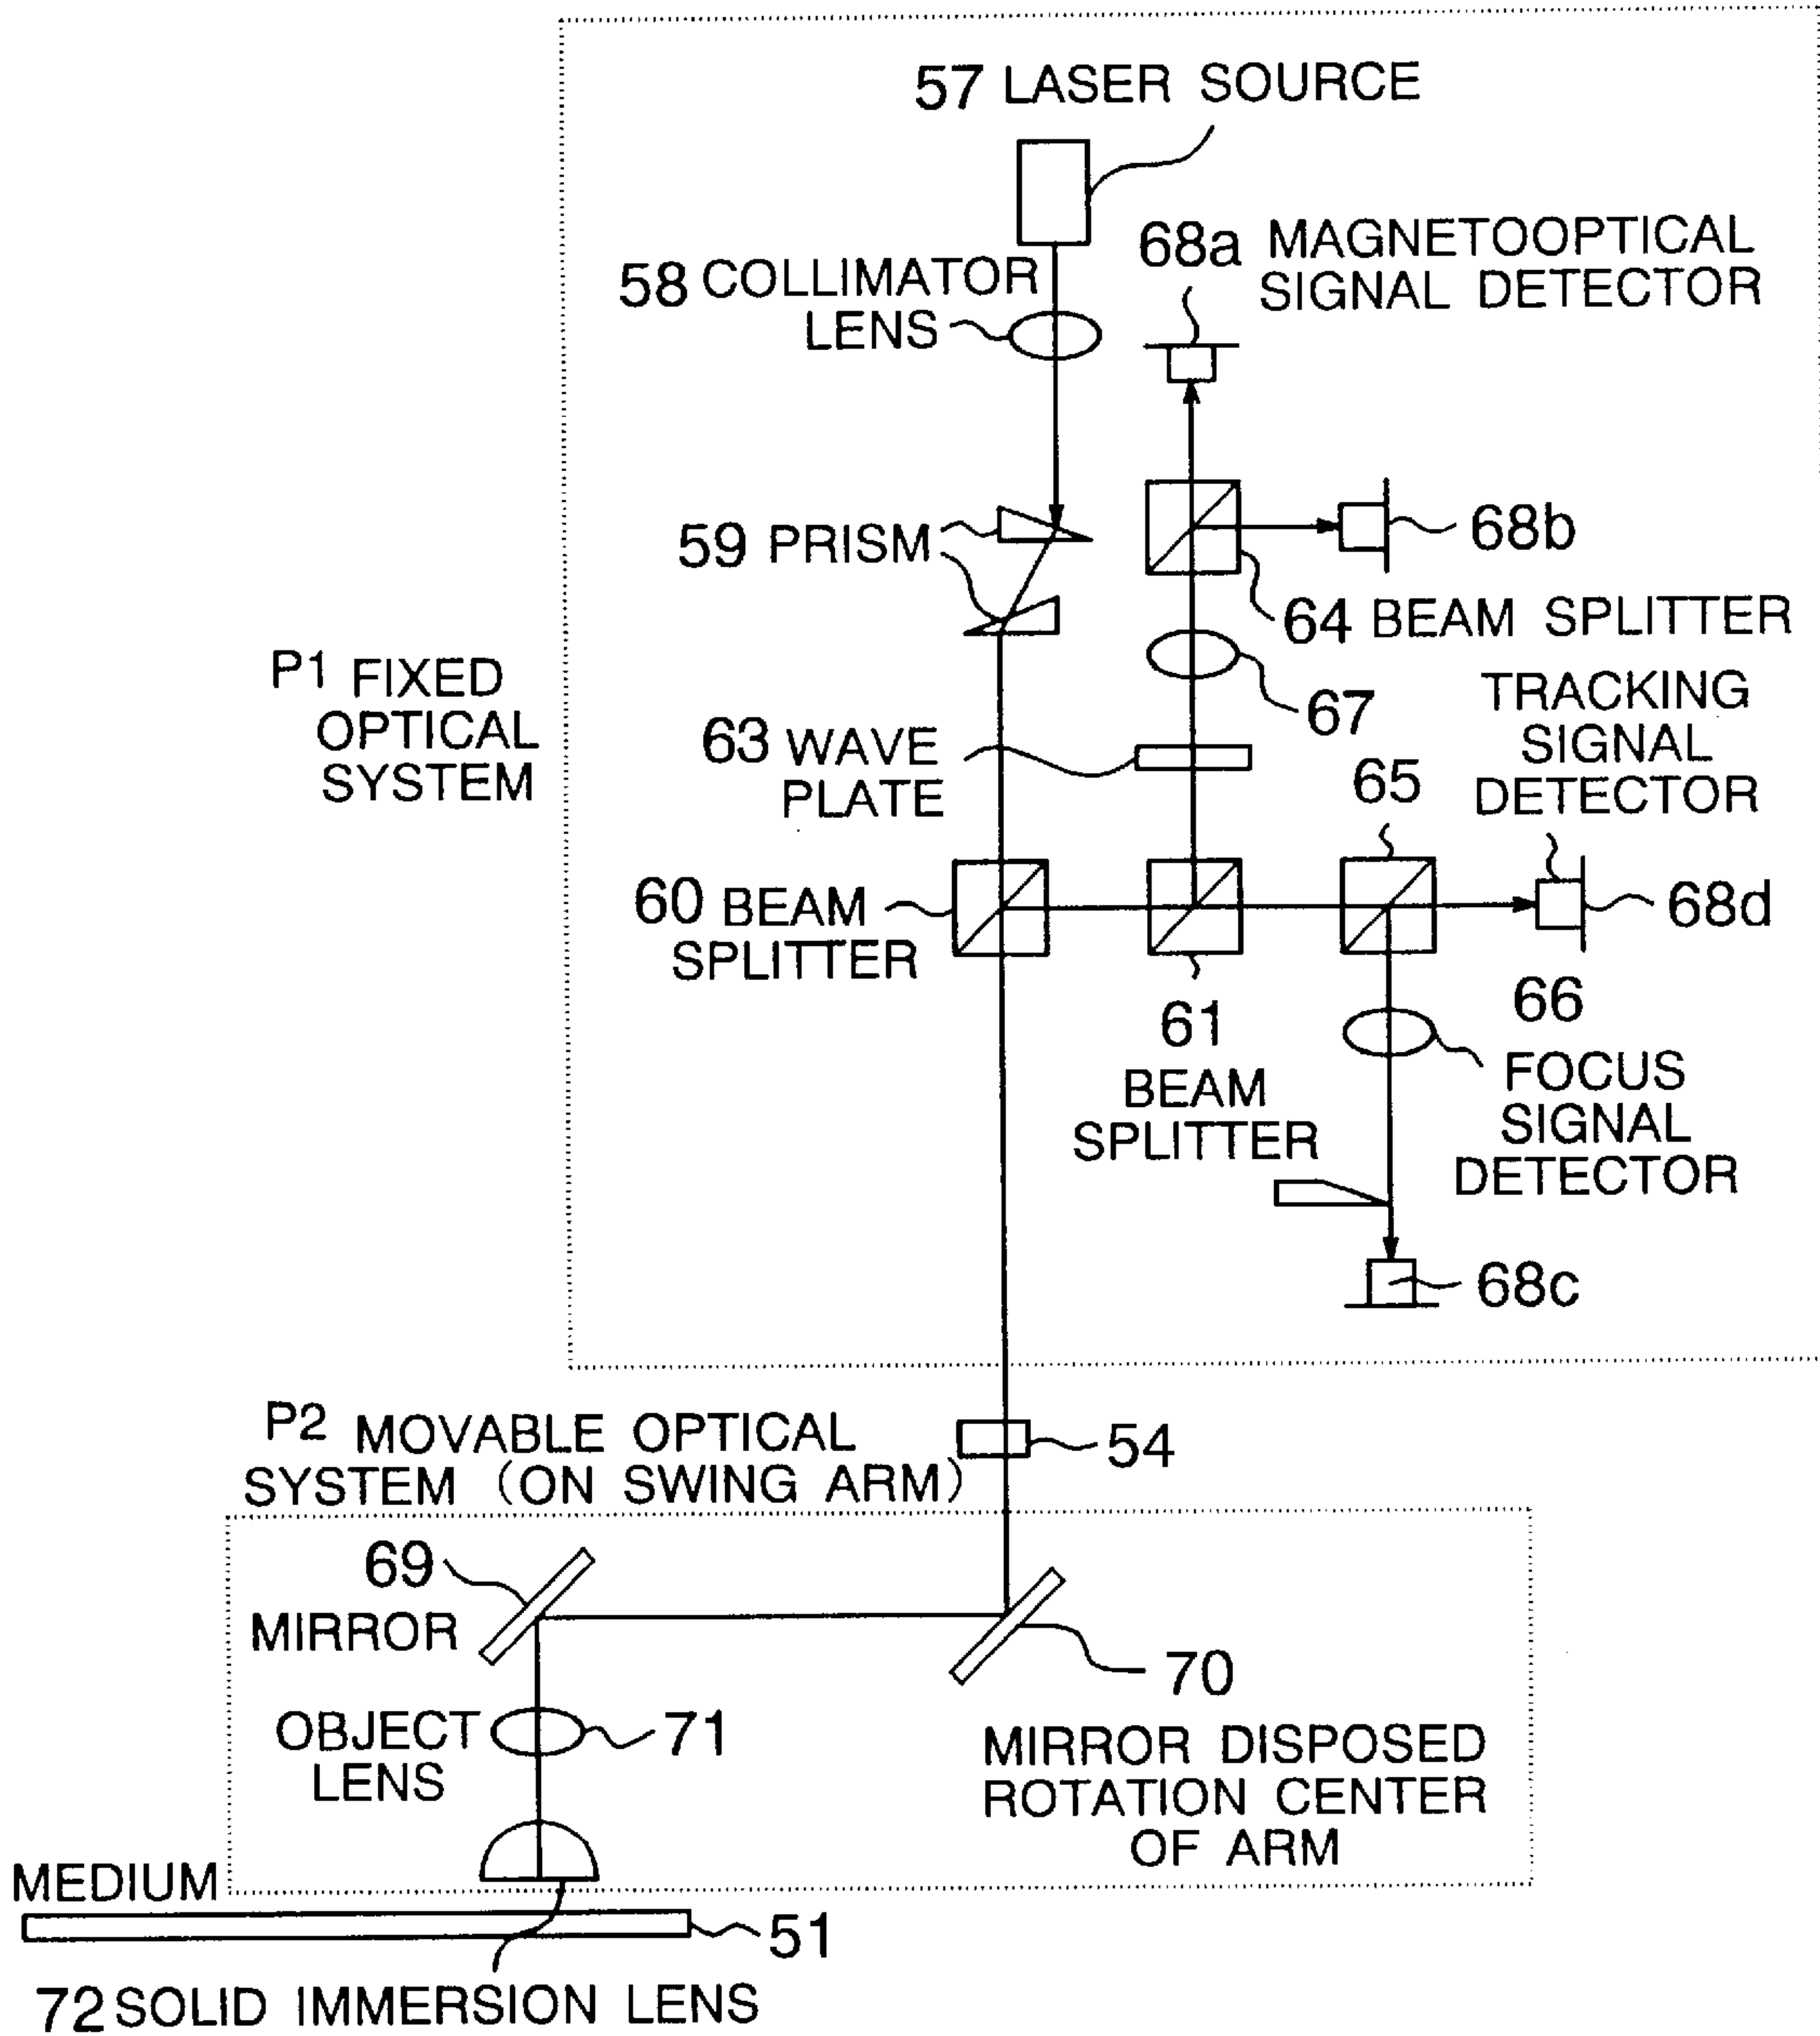 57 LASER SOURCE
68a MAGNETOOPTICAL
SIGNAL DETECTOR
58 COLLIMATOR
LENS
59 PRISM
68b
64 BEAM SPLITTER
P1 FIXED
OPTICAL
SYSTEM
67
TRACKING
SIGNAL
DETECTOR
63 WAVE
PLATE
65
60 BEAM
SPLITTER
68d
61
BEAM
SPLITTER
66
FOCUS
SIGNAL
DETECTOR
68c
P2 MOVABLE OPTICAL
SYSTEM (ON SWING ARM)
54
69
MIRROR
70
MIRROR DISPOSED
ROTATION CENTER
OF ARM
OBJECT
LENS
71
MEDIUM
51
72 SOLID IMMERSION LENS